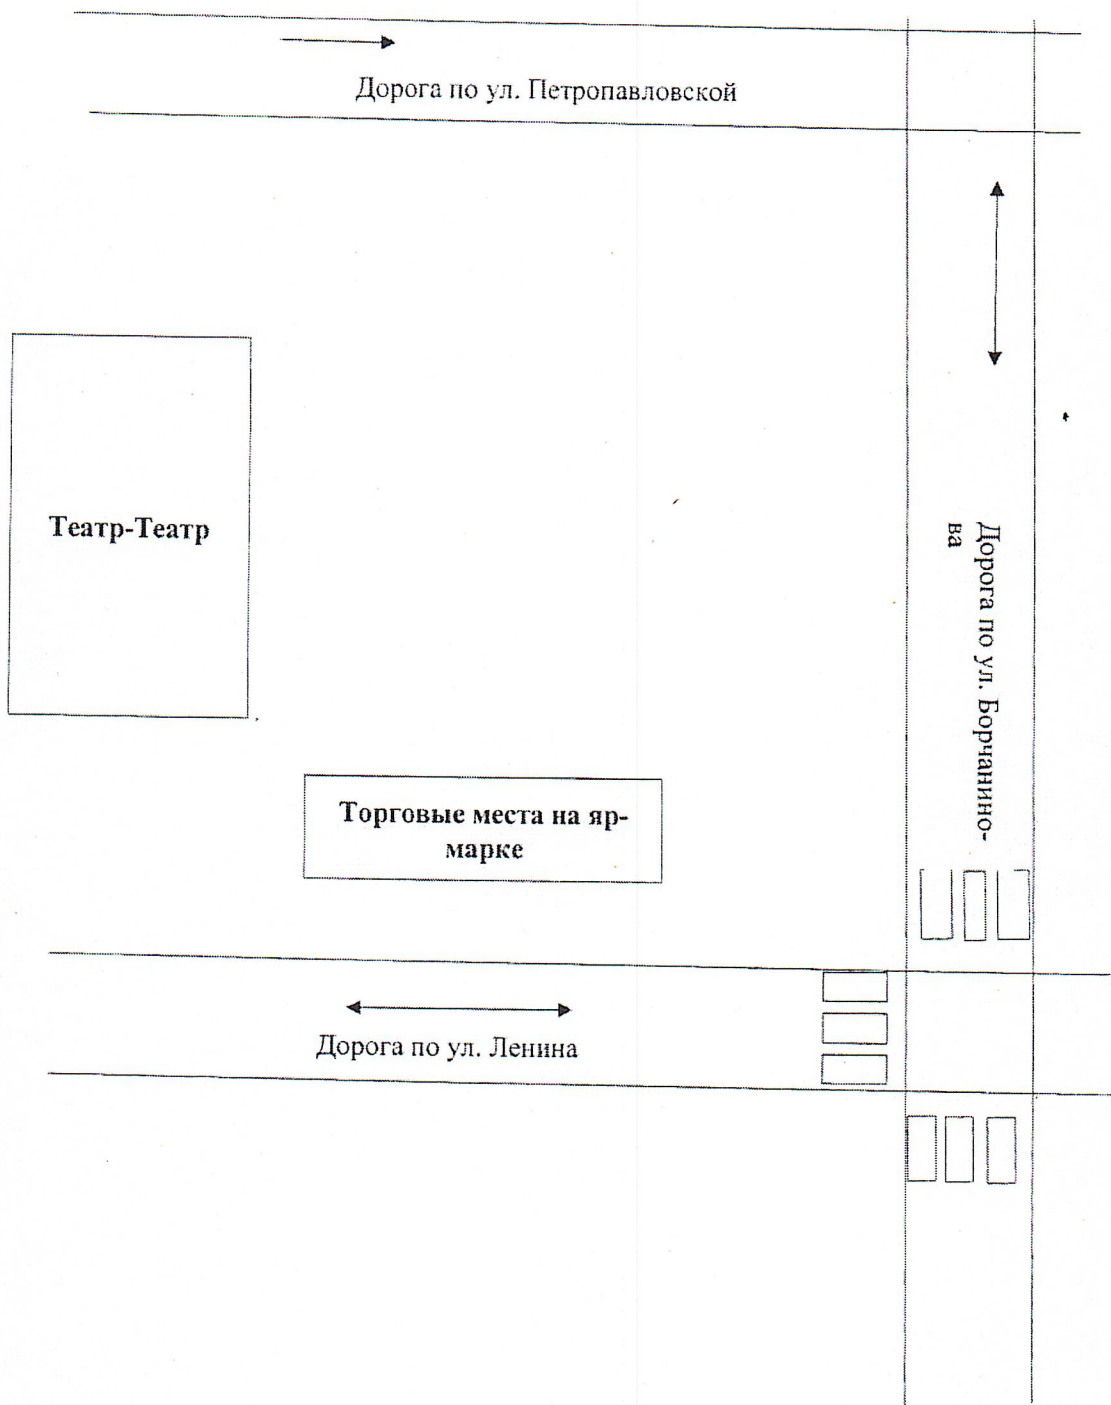 Дорога по ул. Петропавловской
Театр-Театр
Дорога по ул. Борчанино-
ва
Торговые места на яр-
марке
Дорога по ул. Ленина